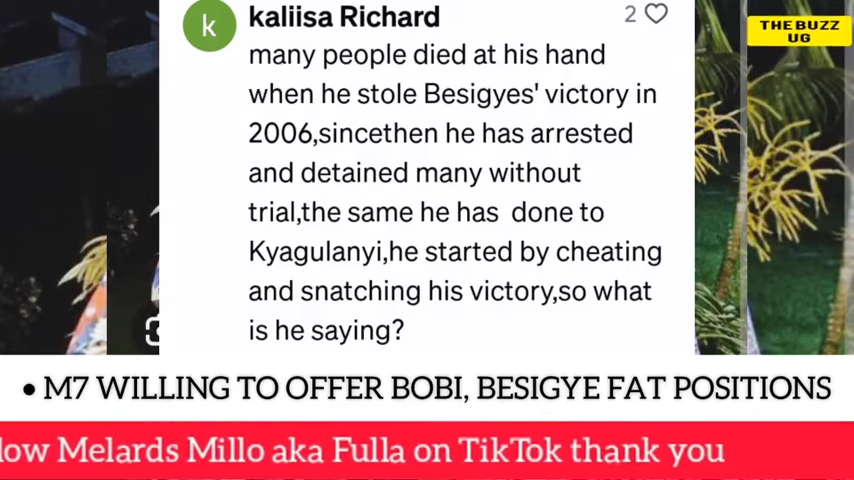 kaliisa Richard
2
THE BUZZ
UG
k
many people died at his hand
when he stole Besigyes' victory in
2006,sincethen he has arrested
and detained many without
trial,the same he has done to
Kyagulanyi,he started by cheating
and snatching his victory,so what
is he saying?
• M7 WILLING TO OFFER BOBI, BESIGYE FAT POSITIONS
Melards Millo aka Fulla on TikTok thank you